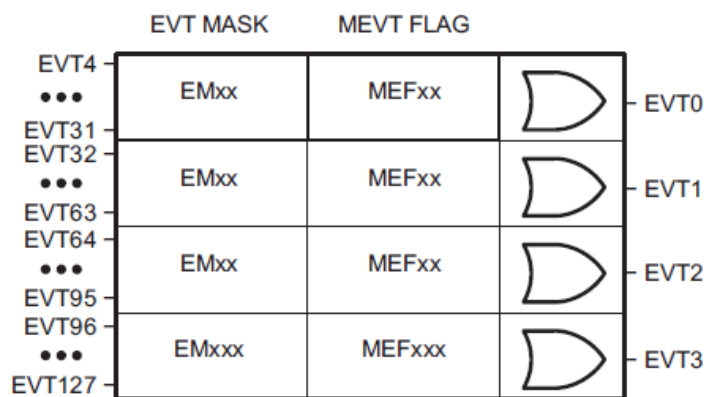 EVT MASK MEVT FLAG
EVT4
•••
EVT31
EMxx MEFxx EVT0
EVT32
•••
EVT63
EMxx MEFxx EVT1
EVT64
•••
EVT95
EMxx MEFxx EVT2
EVT96
•••
EVT127
EMxxx MEFxxx EVT3